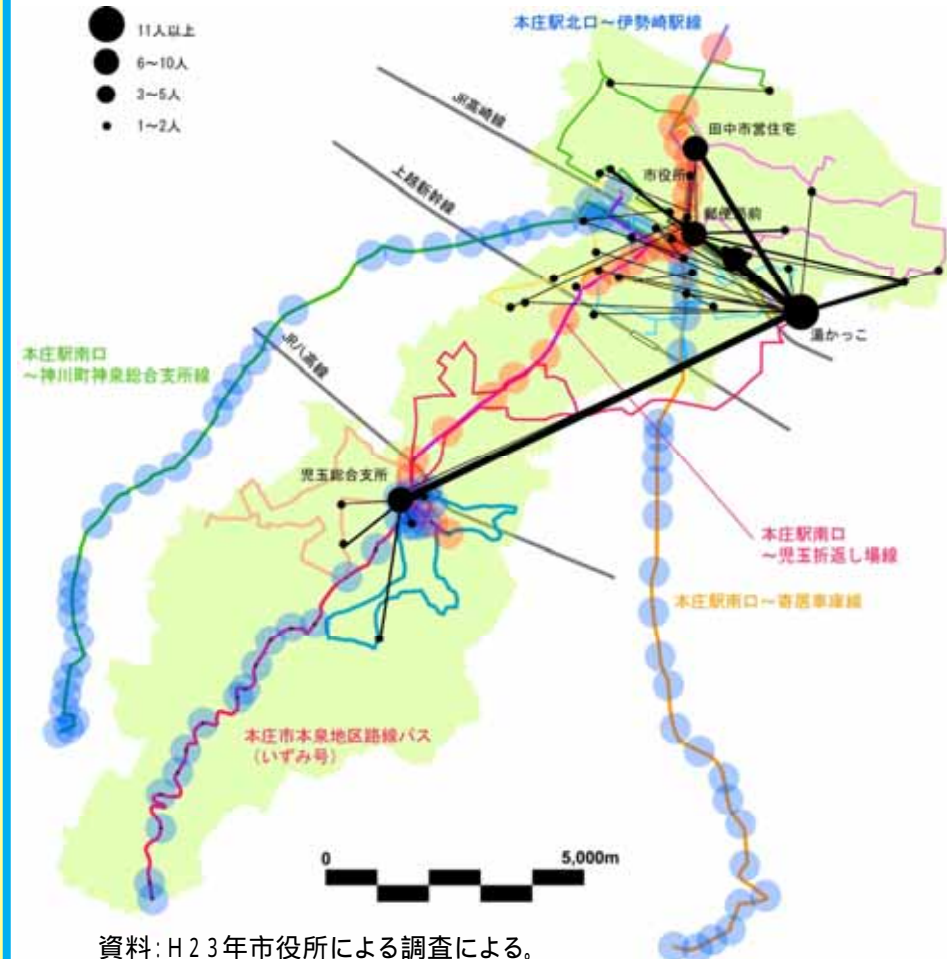 11人以上
6～10人
3～5人
1～2人
本庄駅北口～伊勢崎駅線
JR高崎線
田中市営住宅
上越新幹線
市役所
郵便局前
湯かっこ
本庄駅南口
～神川町神泉総合支所線
JR八高線
児玉総合支所
本庄駅南口
～児玉折返し場線
本庄駅南口～寄居車庫線
本庄市本泉地区路線バス
（いずみ号）
0
5,000m
資料：H23年市役所による調査による。